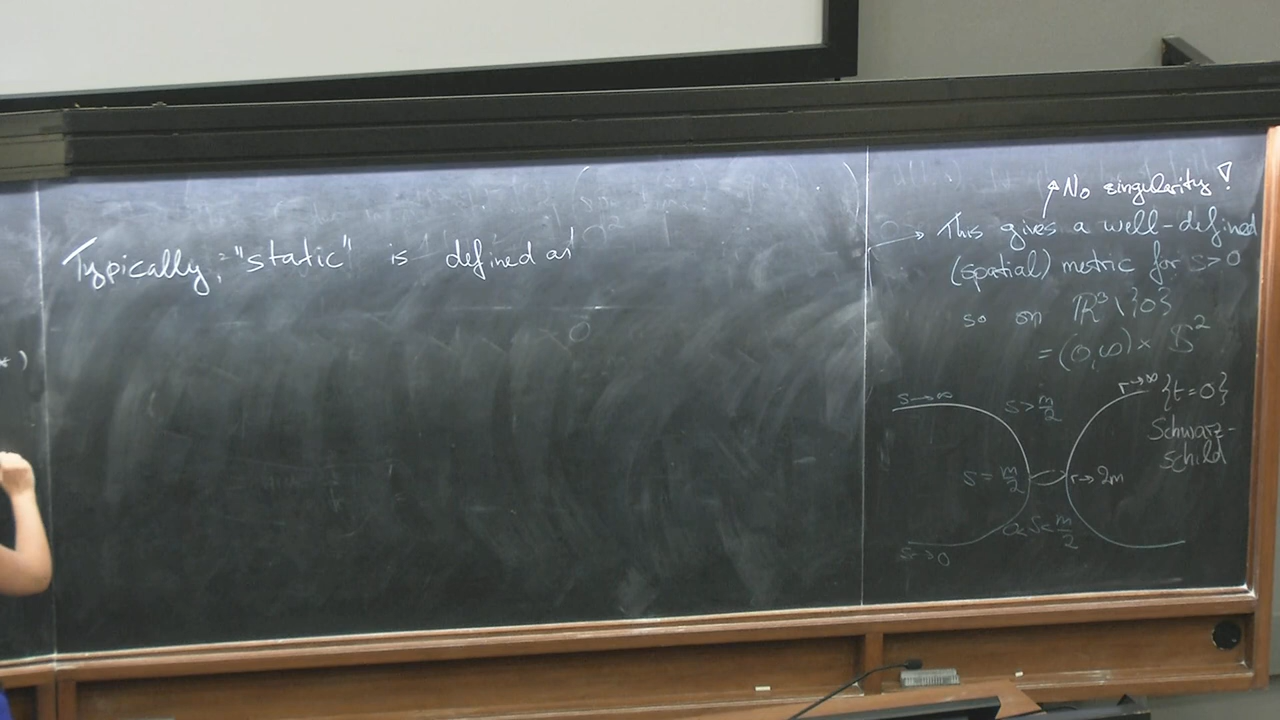 Typically, "static" is defined as
*)
No singularity!
→ This gives a well-defined
(spatial) metric for s>0
so on ℝ³\{0}
= (0,∞) × 𝕊²
s→∞
s > m/2
r→∞ {t=0}
Schwarz-
schild
s = m/2
r→2m
0<s<m/2
s→0